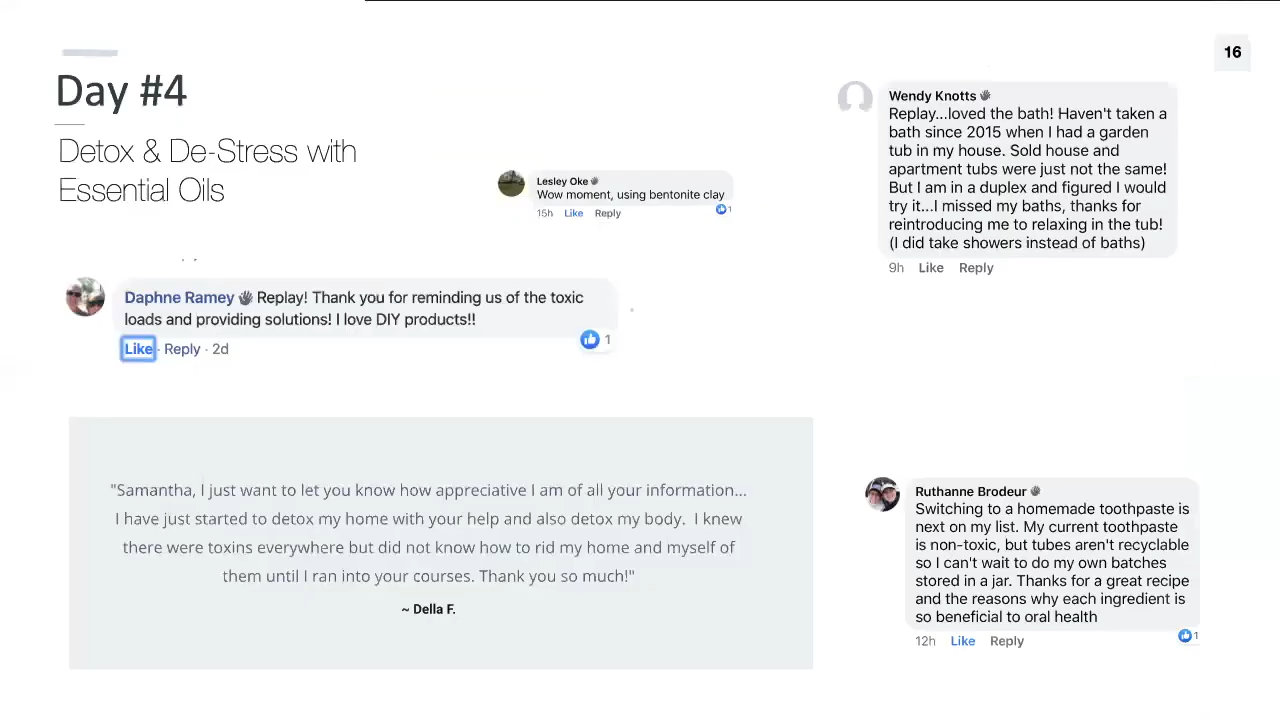 16
Day #4
Detox & De-Stress with
Essential Oils
Lesley Oke
Wow moment, using bentonite clay
15h Like Reply
1
Wendy Knotts
Replay...loved the bath! Haven't taken a
bath since 2015 when I had a garden
tub in my house. Sold house and
apartment tubs were just not the same!
But I am in a duplex and figured I would
try it...I missed my baths, thanks for
reintroducing me to relaxing in the tub!
(I did take showers instead of baths)
9h Like Reply
Daphne Ramey Replay! Thank you for reminding us of the toxic
loads and providing solutions! I love DIY products!!
1
Like · Reply · 2d
"Samantha, I just want to let you know how appreciative I am of all your information...
I have just started to detox my home with your help and also detox my body. I knew
there were toxins everywhere but did not know how to rid my home and myself of
them until I ran into your courses. Thank you so much!"
~ Della F.
Ruthanne Brodeur
Switching to a homemade toothpaste is
next on my list. My current toothpaste
is non-toxic, but tubes aren't recyclable
so I can't wait to do my own batches
stored in a jar. Thanks for a great recipe
and the reasons why each ingredient is
so beneficial to oral health
12h Like Reply
1